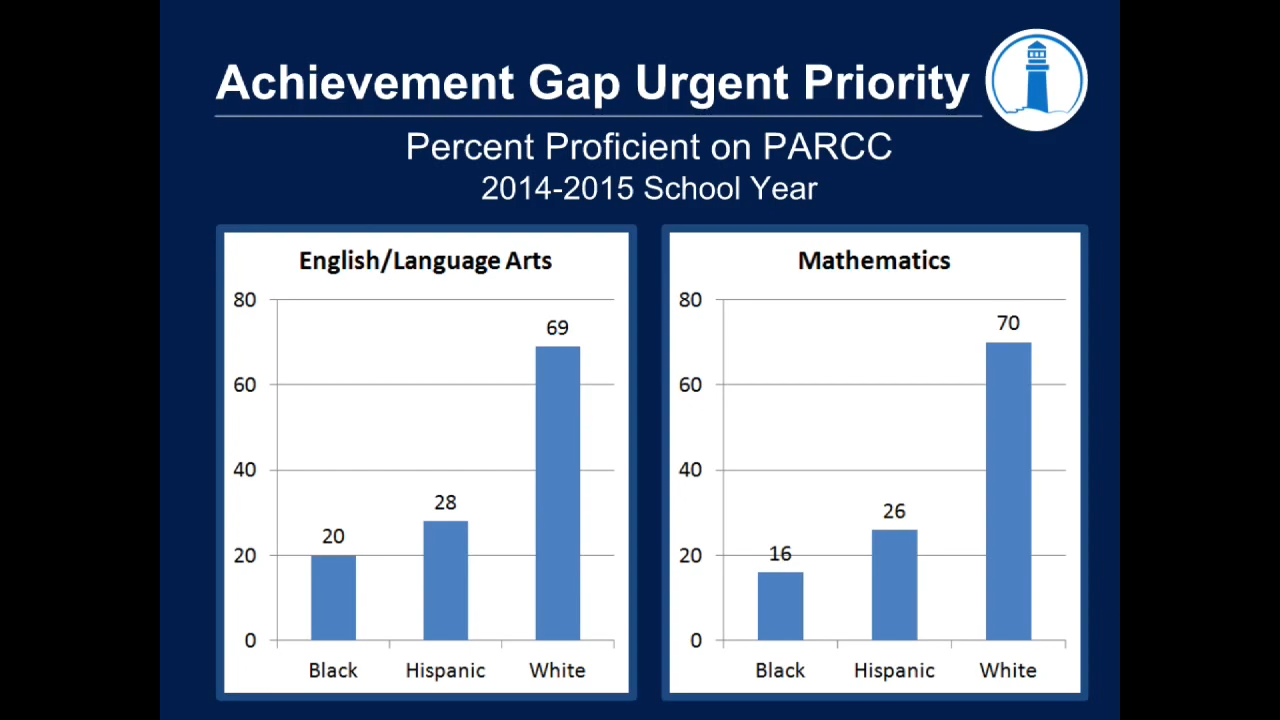 Achievement Gap Urgent Priority
Percent Proficient on PARCC
2014-2015 School Year
English/Language Arts
80
60
40
20
0
20
28
69
Black Hispanic White
Mathematics
80
60
40
20
0
16
26
70
Black Hispanic White